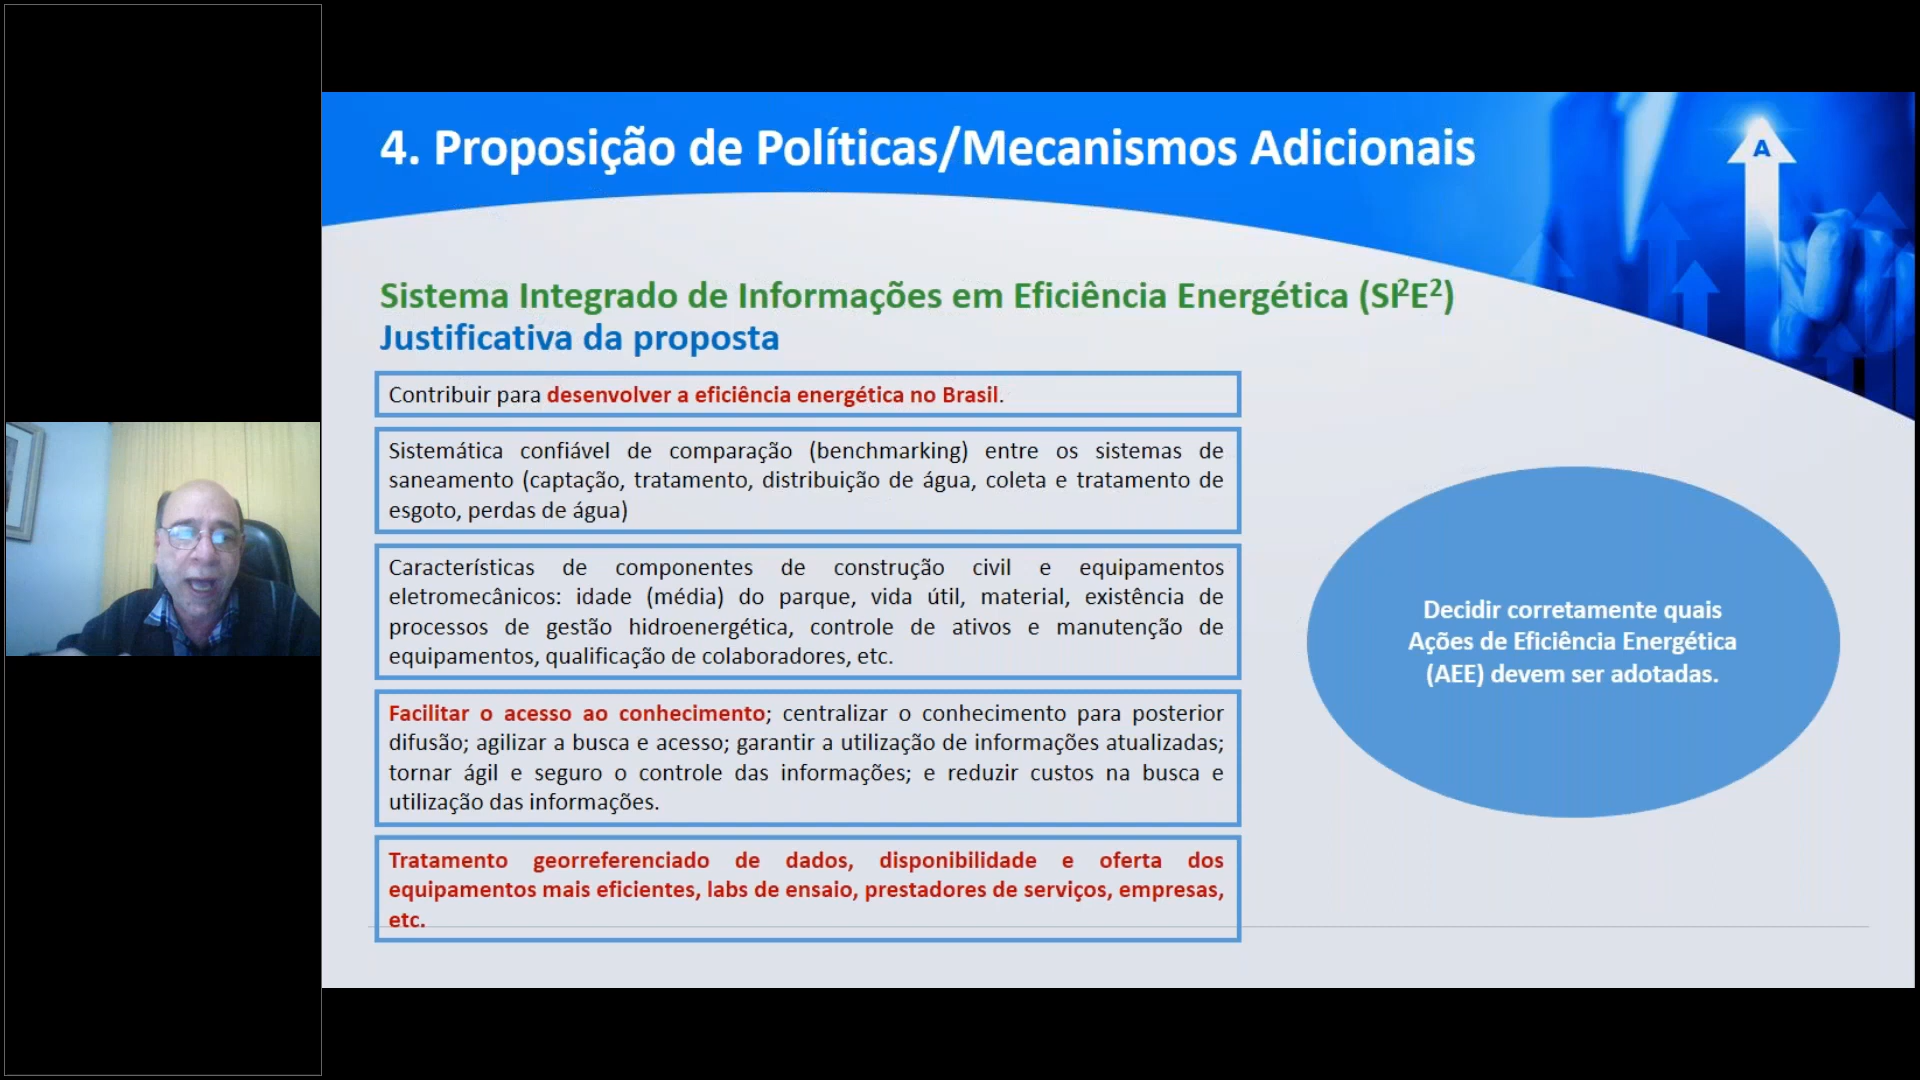 4. Proposição de Políticas/Mecanismos Adicionais
A
Sistema Integrado de Informações em Eficiência Energética (SI²E²)
Justificativa da proposta
Contribuir para desenvolver a eficiência energética no Brasil.
Sistemática confiável de comparação (benchmarking) entre os sistemas de
saneamento (captação, tratamento, distribuição de água, coleta e tratamento de
esgoto, perdas de água)
Características de componentes de construção civil e equipamentos
eletromecânicos: idade (média) do parque, vida útil, material, existência de
processos de gestão hidroenergética, controle de ativos e manutenção de
equipamentos, qualificação de colaboradores, etc.
Facilitar o acesso ao conhecimento; centralizar o conhecimento para posterior
difusão; agilizar a busca e acesso; garantir a utilização de informações atualizadas;
tornar ágil e seguro o controle das informações; e reduzir custos na busca e
utilização das informações.
Tratamento georreferenciado de dados, disponibilidade e oferta dos
equipamentos mais eficientes, labs de ensaio, prestadores de serviços, empresas,
etc.
Decidir corretamente quais
Ações de Eficiência Energética
(AEE) devem ser adotadas.